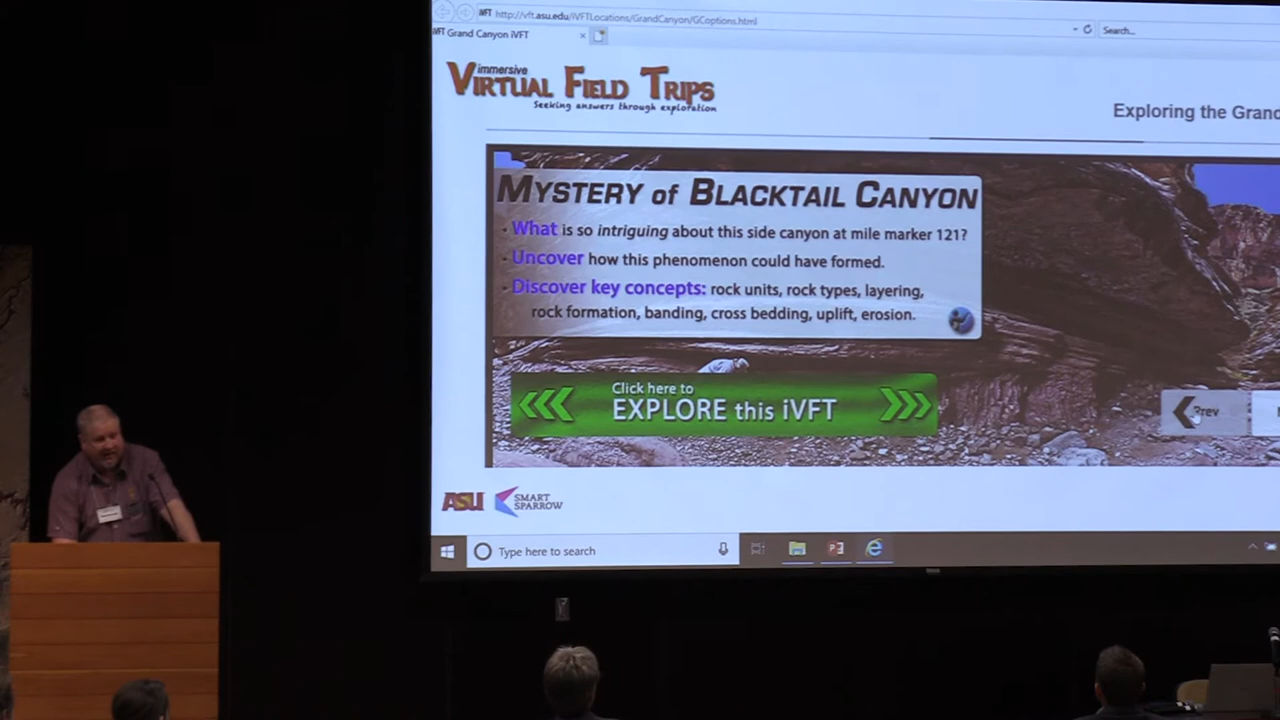 iVFT http://vft.asu.edu/iVFTLocations/GrandCanyon/GCoptions.html
Search...
iVFT Grand Canyon iVFT
immersive
VIRTUAL FIELD TRIPS
Seeking answers through exploration
Exploring the Grand
MYSTERY of BLACKTAIL CANYON
· What is so intriguing about this side canyon at mile marker 121?
· Uncover how this phenomenon could have formed.
· Discover key concepts: rock units, rock types, layering,
rock formation, banding, cross bedding, uplift, erosion.
Click here to
EXPLORE this iVFT
Prev
ASU
SMART
SPARROW
Type here to search